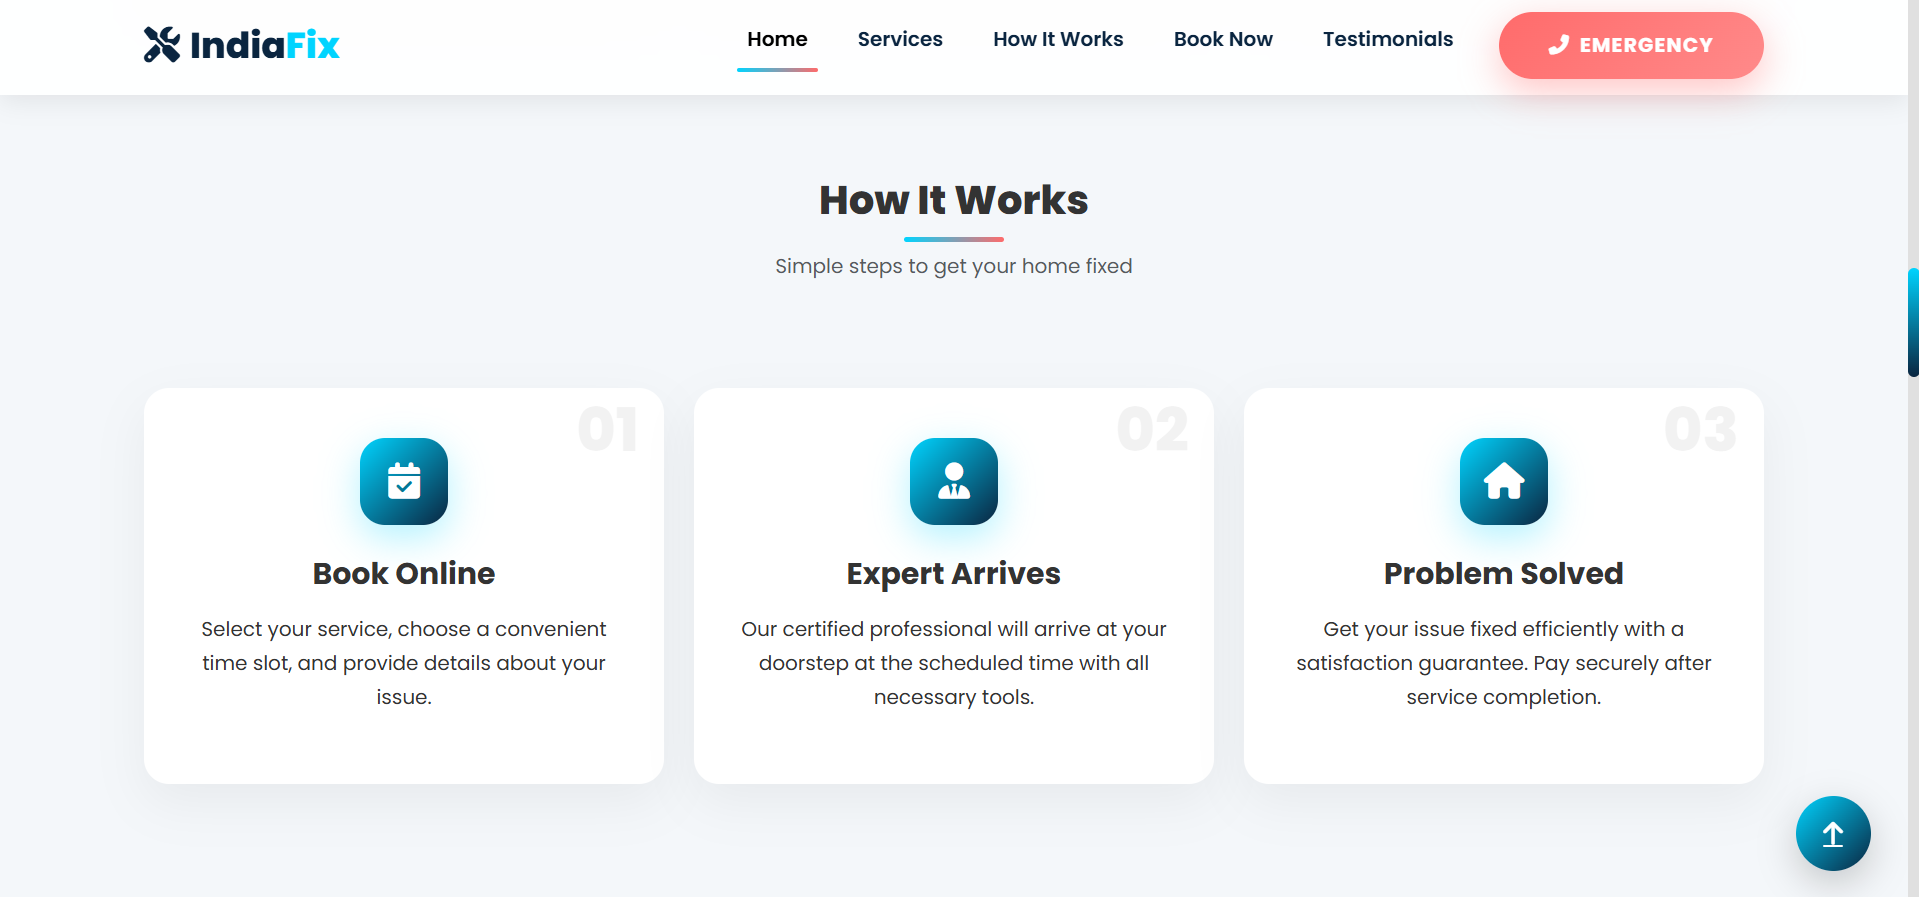 IndiaFix
Home
Services
How It Works
Book Now
Testimonials
EMERGENCY
How It Works
Simple steps to get your home fixed
01
Book Online
Select your service, choose a convenient
time slot, and provide details about your
issue.
02
Expert Arrives
Our certified professional will arrive at your
doorstep at the scheduled time with all
necessary tools.
03
Problem Solved
Get your issue fixed efficiently with a
satisfaction guarantee. Pay securely after
service completion.